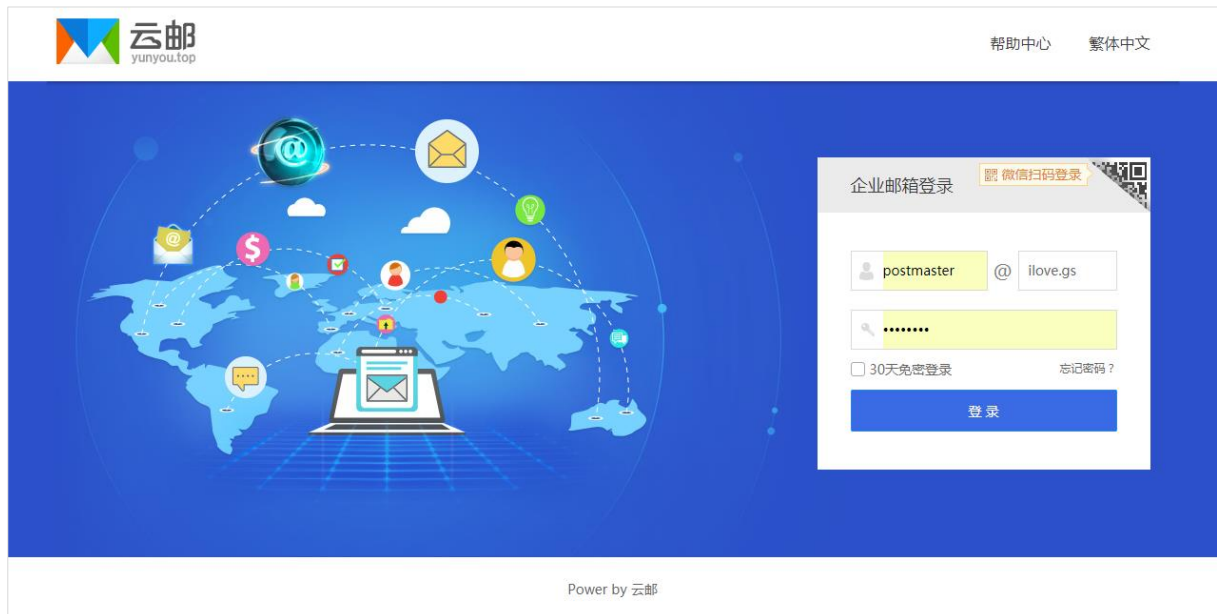 云邮
yunyou.top
帮助中心 繁体中文
企业邮箱登录
微信扫码登录
postmaster @ ilove.gs
••••••••
30天免密登录 忘记密码？
登 录
Power by 云邮